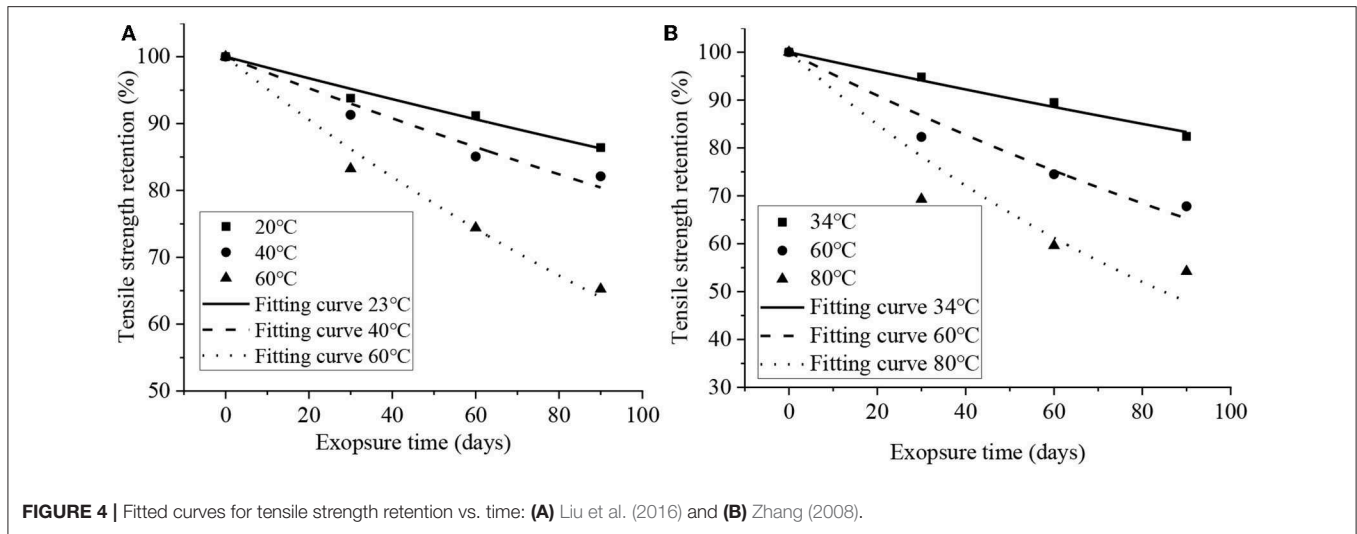 A
Tensile strength retention (%)
100
90
80
70
60
50
20°C
40°C
60°C
Fitting curve 23°C
Fitting curve 40°C
Fitting curve 60°C
0 20 40 60 80 100
Exopsure time (days)
B
Tensile strength retention (%)
100
90
80
70
60
50
40
30
34°C
60°C
80°C
Fitting curve 34°C
Fitting curve 60°C
Fitting curve 80°C
0 20 40 60 80 100
Exopsure time (days)
FIGURE 4 | Fitted curves for tensile strength retention vs. time: (A) Liu et al. (2016) and (B) Zhang (2008).